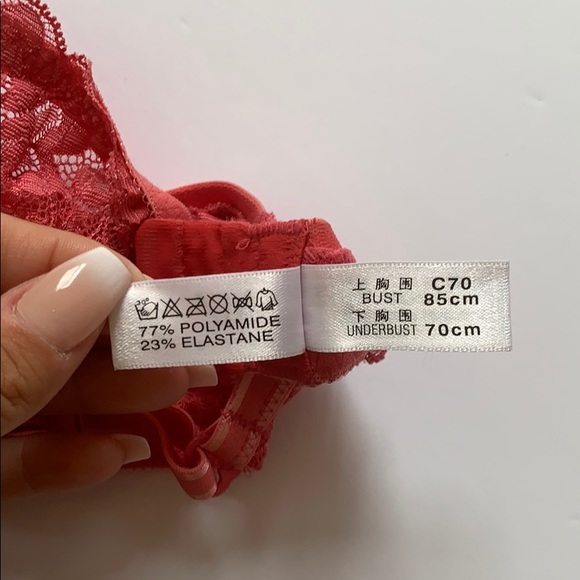 77% POLYAMIDE
23% ELASTANE
上胸围 C70
BUST 85cm
下胸围
UNDERBUST 70cm